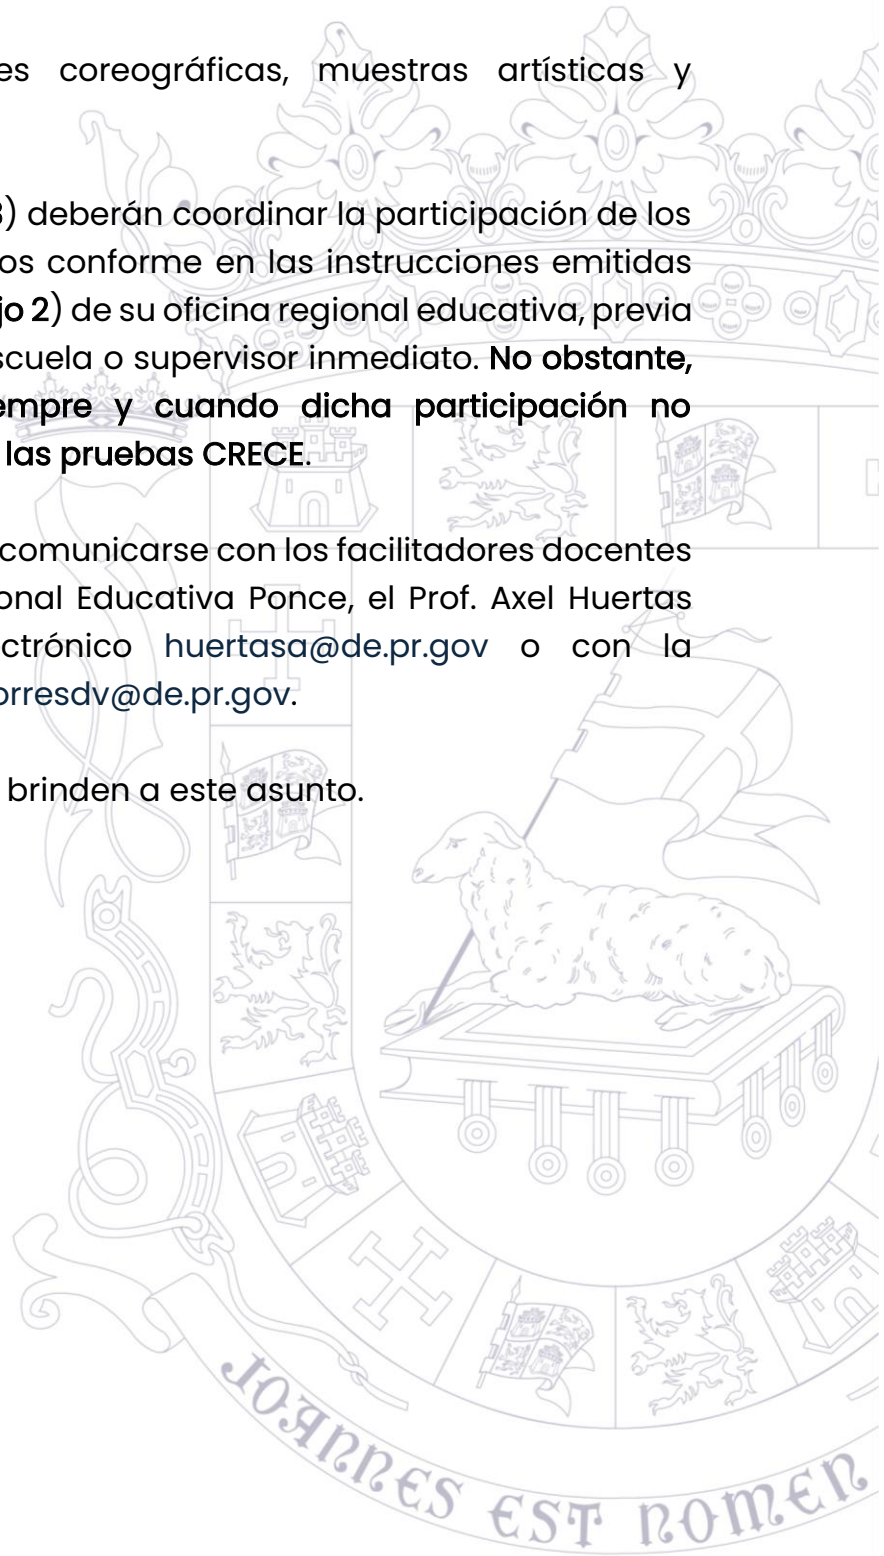 es coreográficas, muestras artísticas y
3) deberán coordinar la participación de los
os conforme en las instrucciones emitidas
jo 2) de su oficina regional educativa, previa
scuela o supervisor inmediato. No obstante,
empre y cuando dicha participación no
las pruebas CRECE.
comunicarse con los facilitadores docentes
onal Educativa Ponce, el Prof. Axel Huertas
ctrónico huertasa@de.pr.gov o con la
orresdv@de.pr.gov.
brinden a este asunto.
JOANNES EST NOMEN